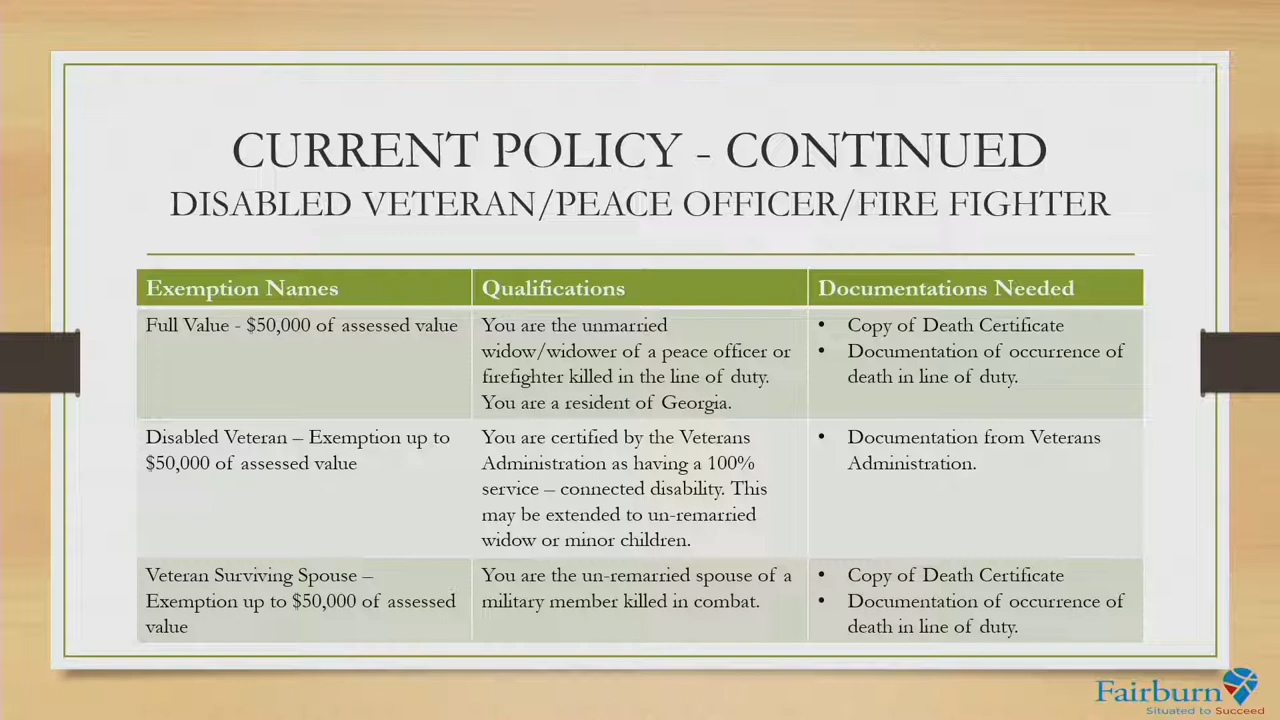 CURRENT POLICY - CONTINUED
DISABLED VETERAN/PEACE OFFICER/FIRE FIGHTER
Exemption Names
Qualifications
Documentations Needed
Full Value - $50,000 of assessed value
You are the unmarried
widow/widower of a peace officer or
firefighter killed in the line of duty.
You are a resident of Georgia.
• Copy of Death Certificate
• Documentation of occurrence of
death in line of duty.
Disabled Veteran – Exemption up to
$50,000 of assessed value
You are certified by the Veterans
Administration as having a 100%
service – connected disability. This
may be extended to un-remarried
widow or minor children.
• Documentation from Veterans
Administration.
Veteran Surviving Spouse –
Exemption up to $50,000 of assessed
value
You are the un-remarried spouse of a
military member killed in combat.
• Copy of Death Certificate
• Documentation of occurrence of
death in line of duty.
Fairburn
Situated to Succeed